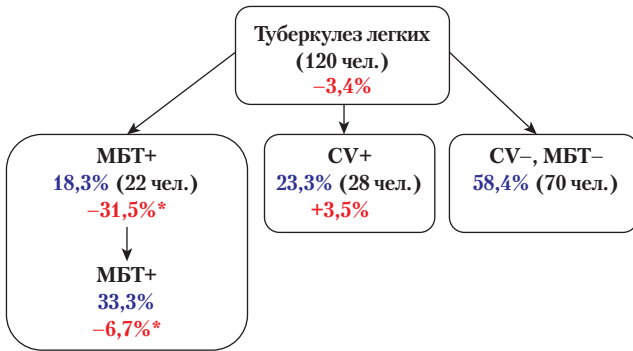 Туберкулез легких
(120 чел.)
–3,4%
МБТ+
18,3% (22 чел.)
–31,5%*
МБТ+
33,3%
–6,7%*
CV+
23,3% (28 чел.)
+3,5%
CV–, МБТ–
58,4% (70 чел.)